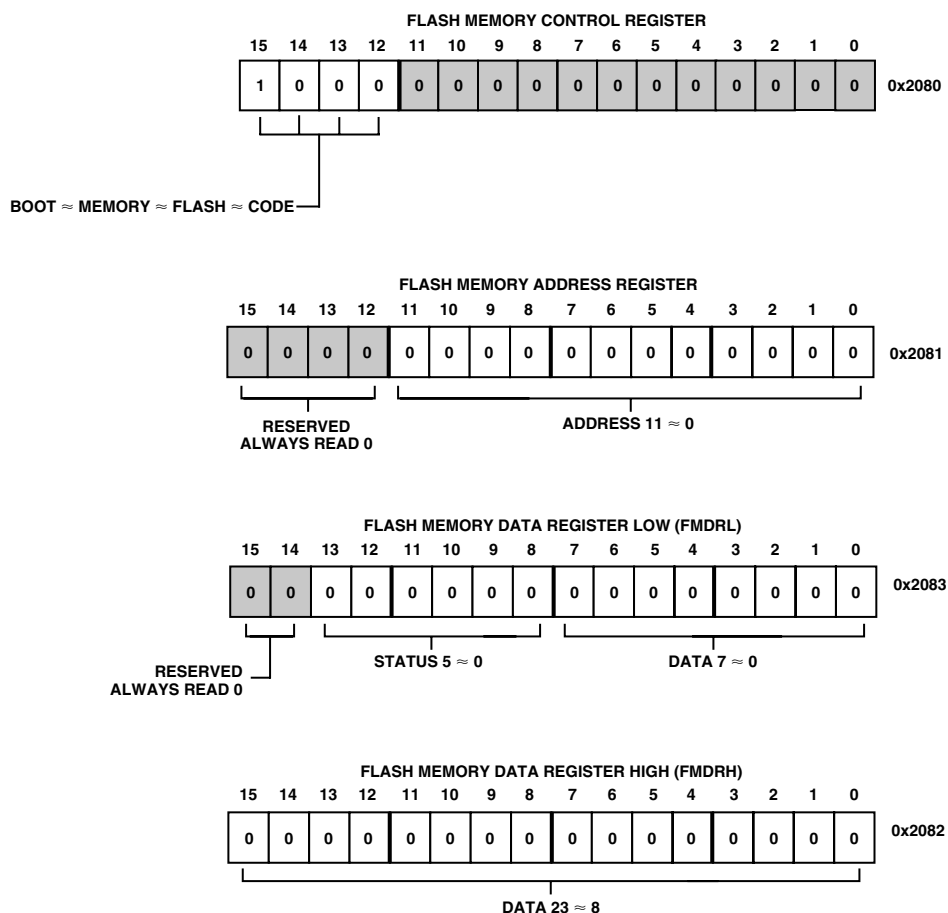 FLASH MEMORY CONTROL REGISTER
15 14 13 12 11 10 9 8 7 6 5 4 3 2 1 0
1 0 0 0 0 0 0 0 0 0 0 0 0 0 0 0 0x2080
BOOT ≈ MEMORY ≈ FLASH ≈ CODE
FLASH MEMORY ADDRESS REGISTER
15 14 13 12 11 10 9 8 7 6 5 4 3 2 1 0
0 0 0 0 0 0 0 0 0 0 0 0 0 0 0 0 0x2081
RESERVED
ALWAYS READ 0
ADDRESS 11 ≈ 0
FLASH MEMORY DATA REGISTER LOW (FMDRL)
15 14 13 12 11 10 9 8 7 6 5 4 3 2 1 0
0 0 0 0 0 0 0 0 0 0 0 0 0 0 0 0 0x2083
STATUS 5 ≈ 0 DATA 7 ≈ 0
RESERVED
ALWAYS READ 0
FLASH MEMORY DATA REGISTER HIGH (FMDRH)
15 14 13 12 11 10 9 8 7 6 5 4 3 2 1 0
0 0 0 0 0 0 0 0 0 0 0 0 0 0 0 0 0x2082
DATA 23 ≈ 8